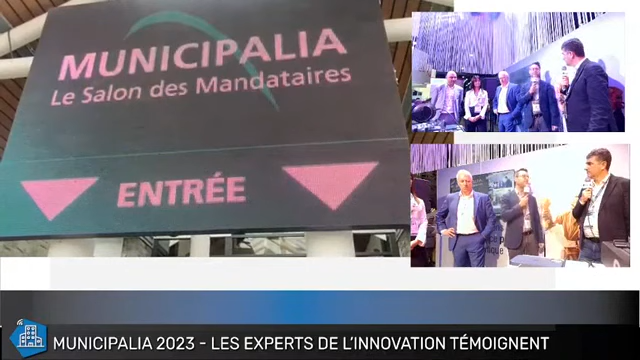 MUNICIPALIA
Le Salon des Mandataires
ENTRÉE
MUNICIPALIA 2023 - LES EXPERTS DE L'INNOVATION TÉMOIGNENT